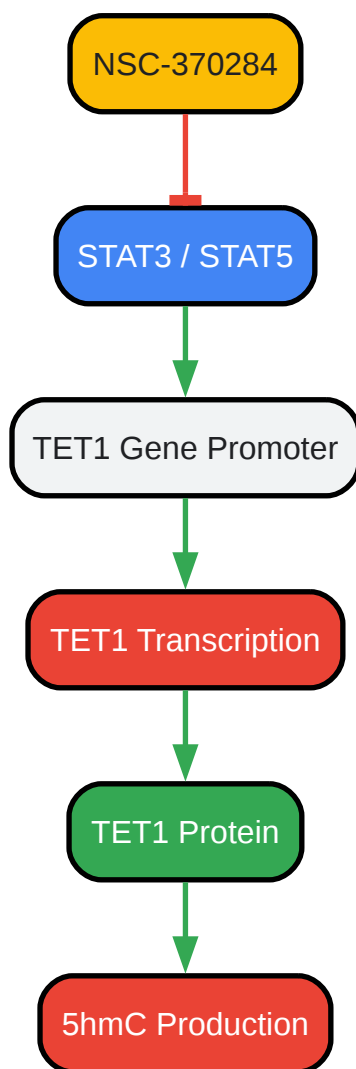 NSC-370284
STAT3 / STAT5
TET1 Gene Promoter
TET1 Transcription
TET1 Protein
5hmC Production